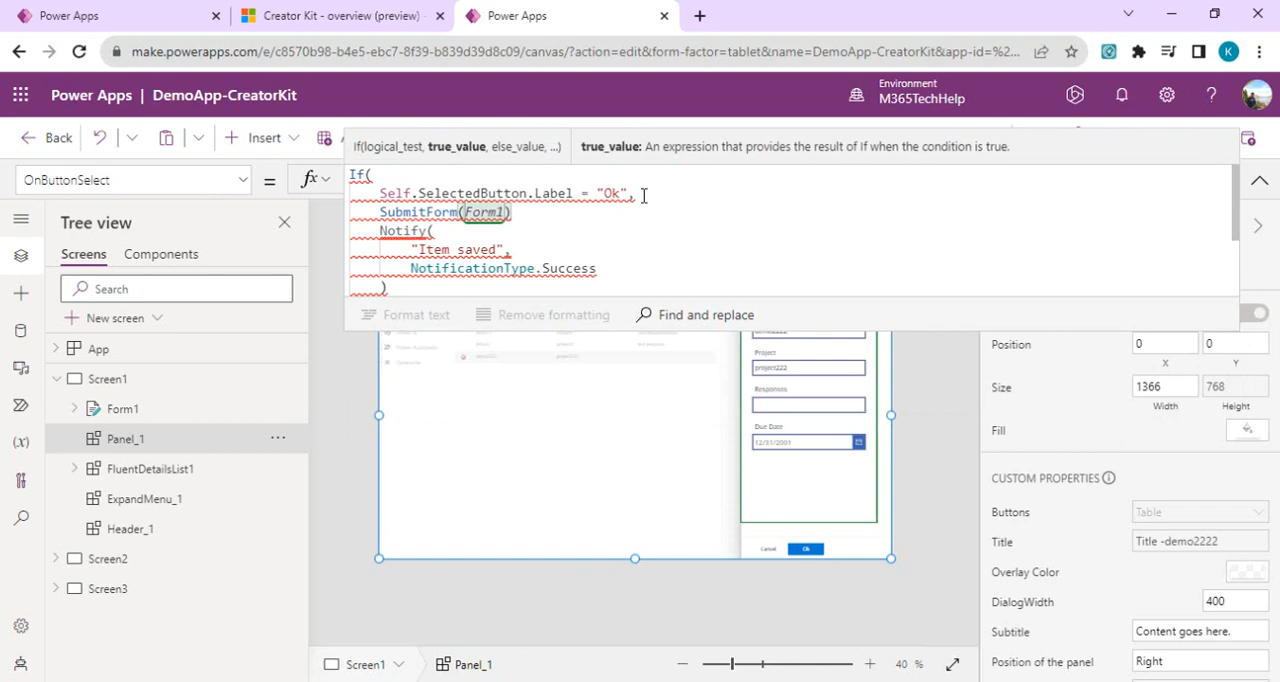 Power Apps
Creator Kit - overview (preview)
Power Apps
make.powerapps.com/e/c8570b98-b4e5-ebc7-8f39-b839d39d8c09/canvas/?action=edit&form-factor=tablet&name=DemoApp-CreatorKit&app-id=%2...
K
Power Apps | DemoApp-CreatorKit
Environment
M365TechHelp
Back
Insert
If(logical_test, true_value, else_value, ...)
true_value: An expression that provides the result of If when the condition is true.
OnButtonSelect
= fx
If(
Self.SelectedButton.Label = "Ok",
SubmitForm(Form1)
Notify(
"Item saved",
NotificationType.Success
)
Format text
Remove formatting
Find and replace
Tree view
Screens
Components
Search
New screen
App
Screen1
Form1
Panel_1
FluentDetailsList1
ExpandMenu_1
Header_1
Screen2
Screen3
Project
project222
Responses
Due Date
12/31/2001
Cancel
Ok
Position
0
0
X
Y
Size
1366
768
Width
Height
Fill
CUSTOM PROPERTIES
Buttons
Table
Title
Title -demo2222
Overlay Color
DialogWidth
400
Subtitle
Content goes here.
Position of the panel
Right
Screen1
Panel_1
40 %